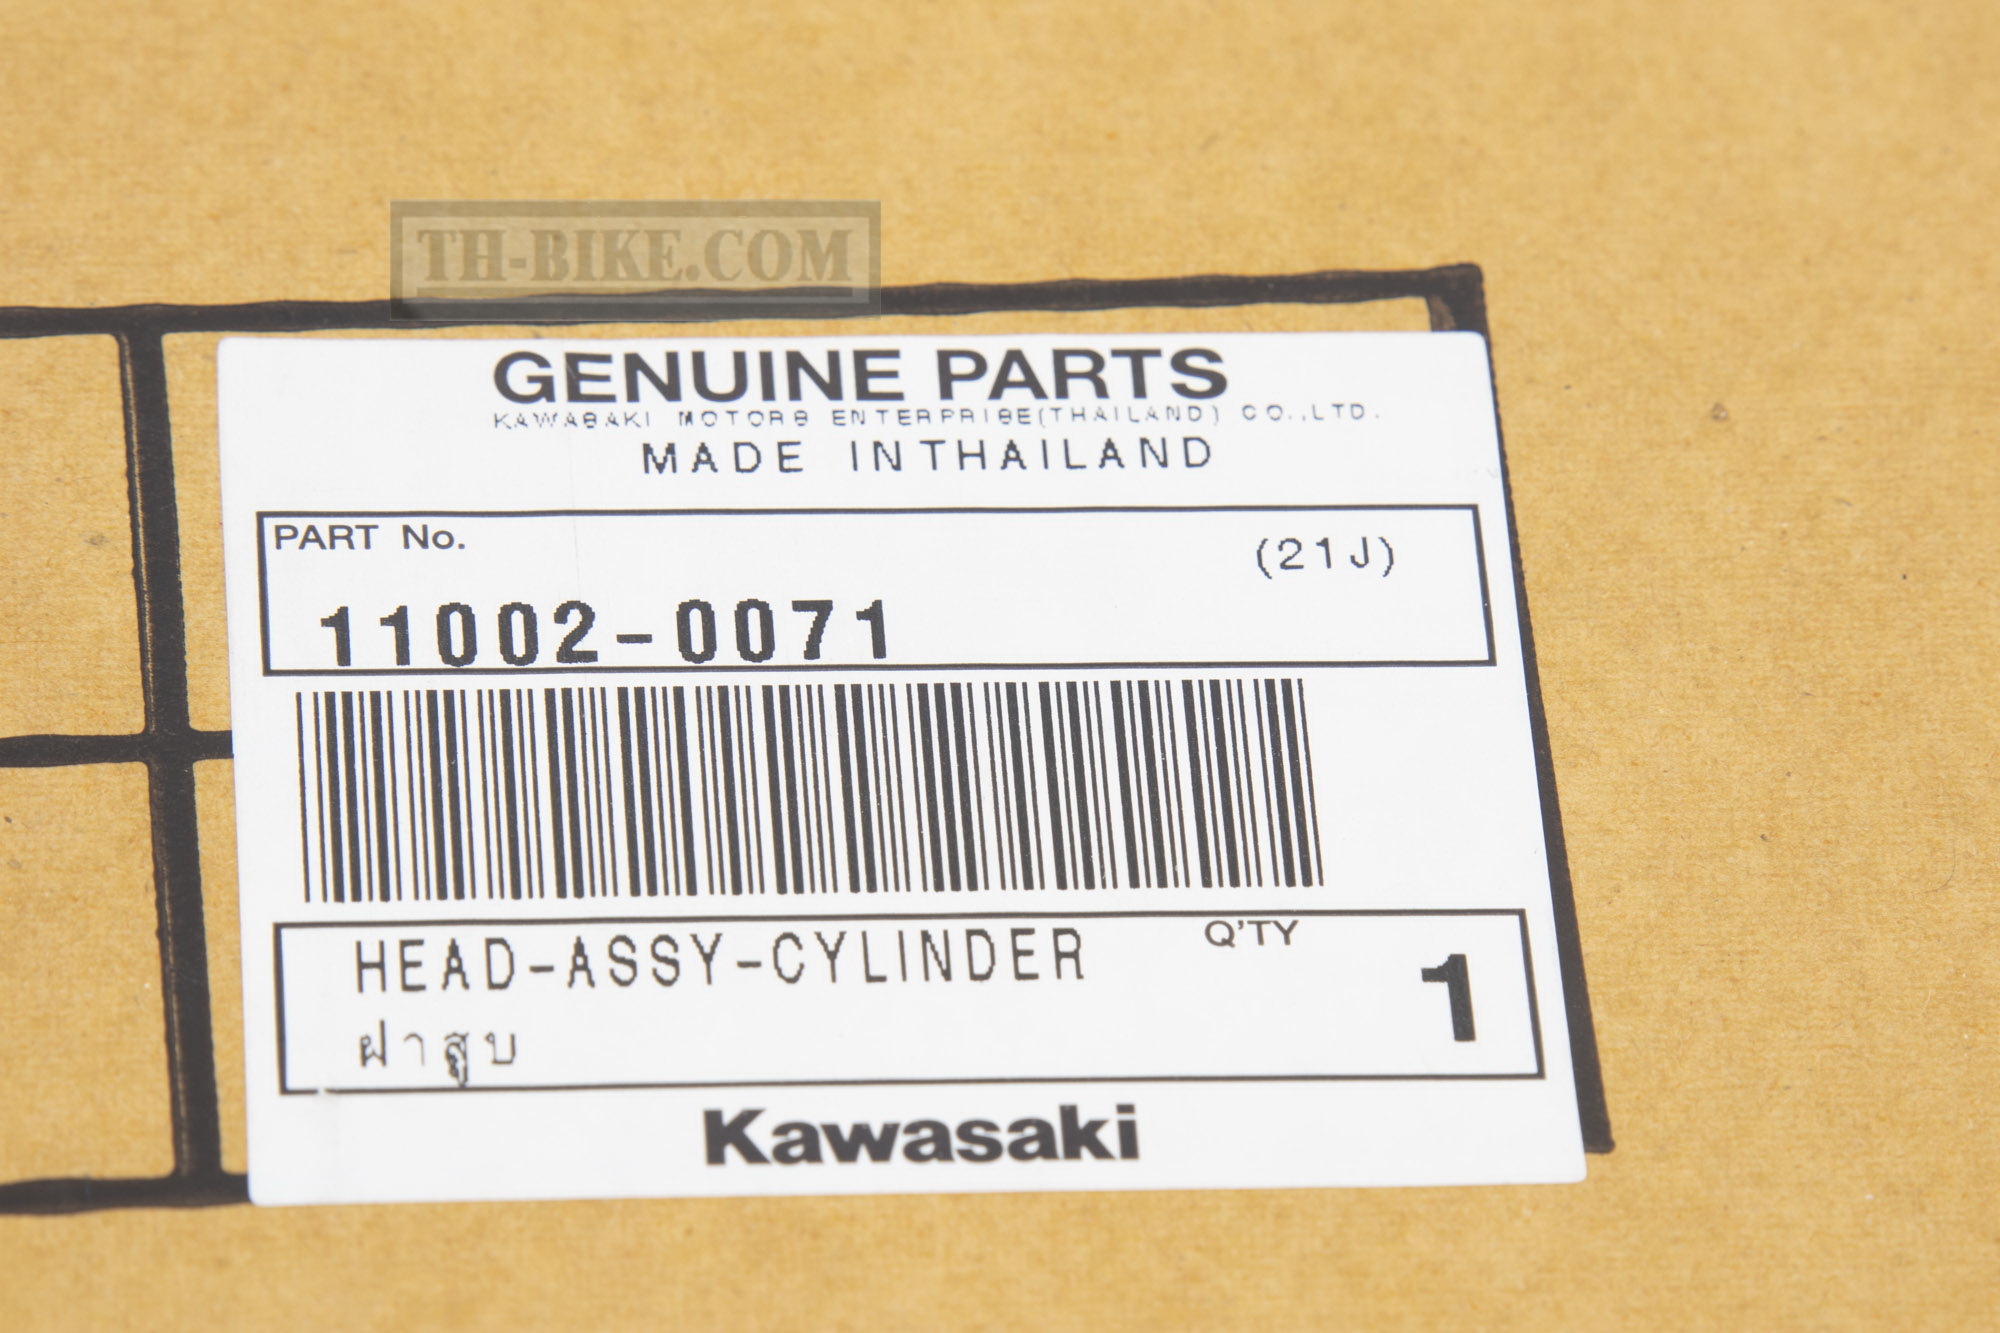 TH-BIKE.COM
GENUINE PARTS
KAWASAKI MOTORS ENTERPRISE(THAILAND) CO.,LTD.
MADE INTHAILAND
PART No.
(21J)
11002-0071
HEAD-ASSY-CYLINDER
Q'TY
1
ฝาสูบ
Kawasaki